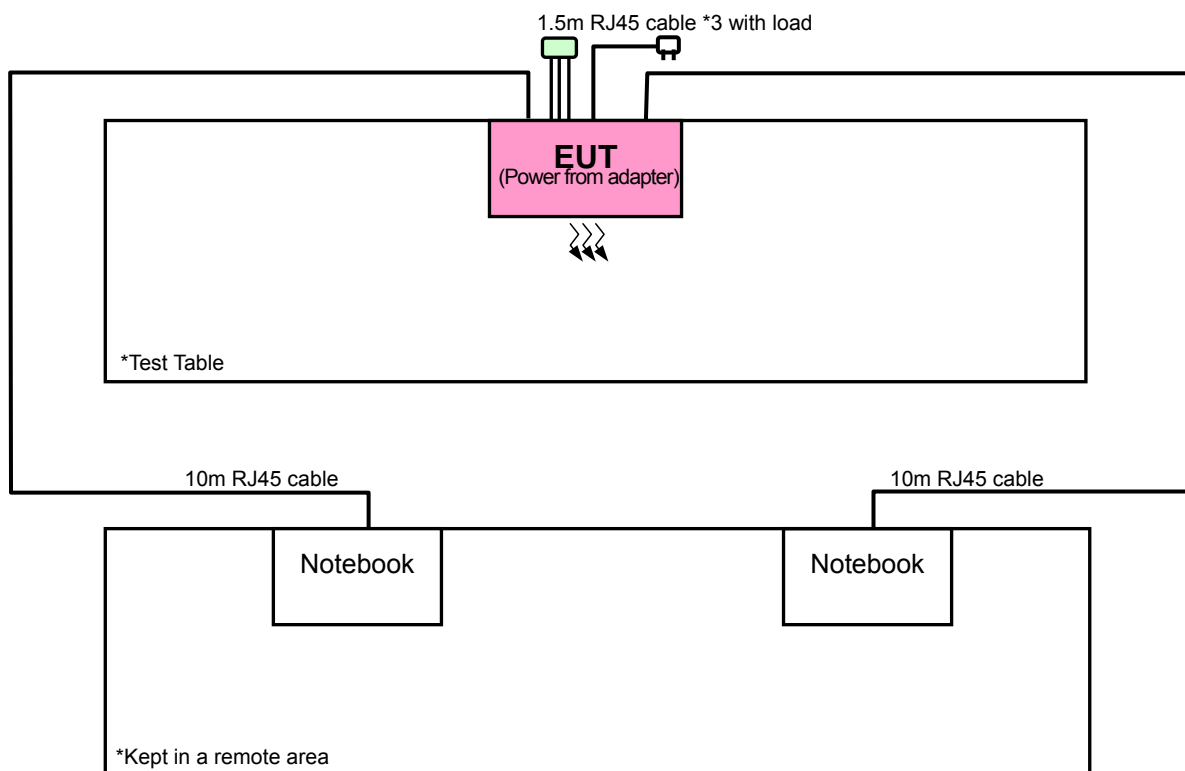 1.5m RJ45 cable *3 with load
EUT
(Power from adapter)
*Test Table
10m RJ45 cable
10m RJ45 cable
Notebook
Notebook
*Kept in a remote area